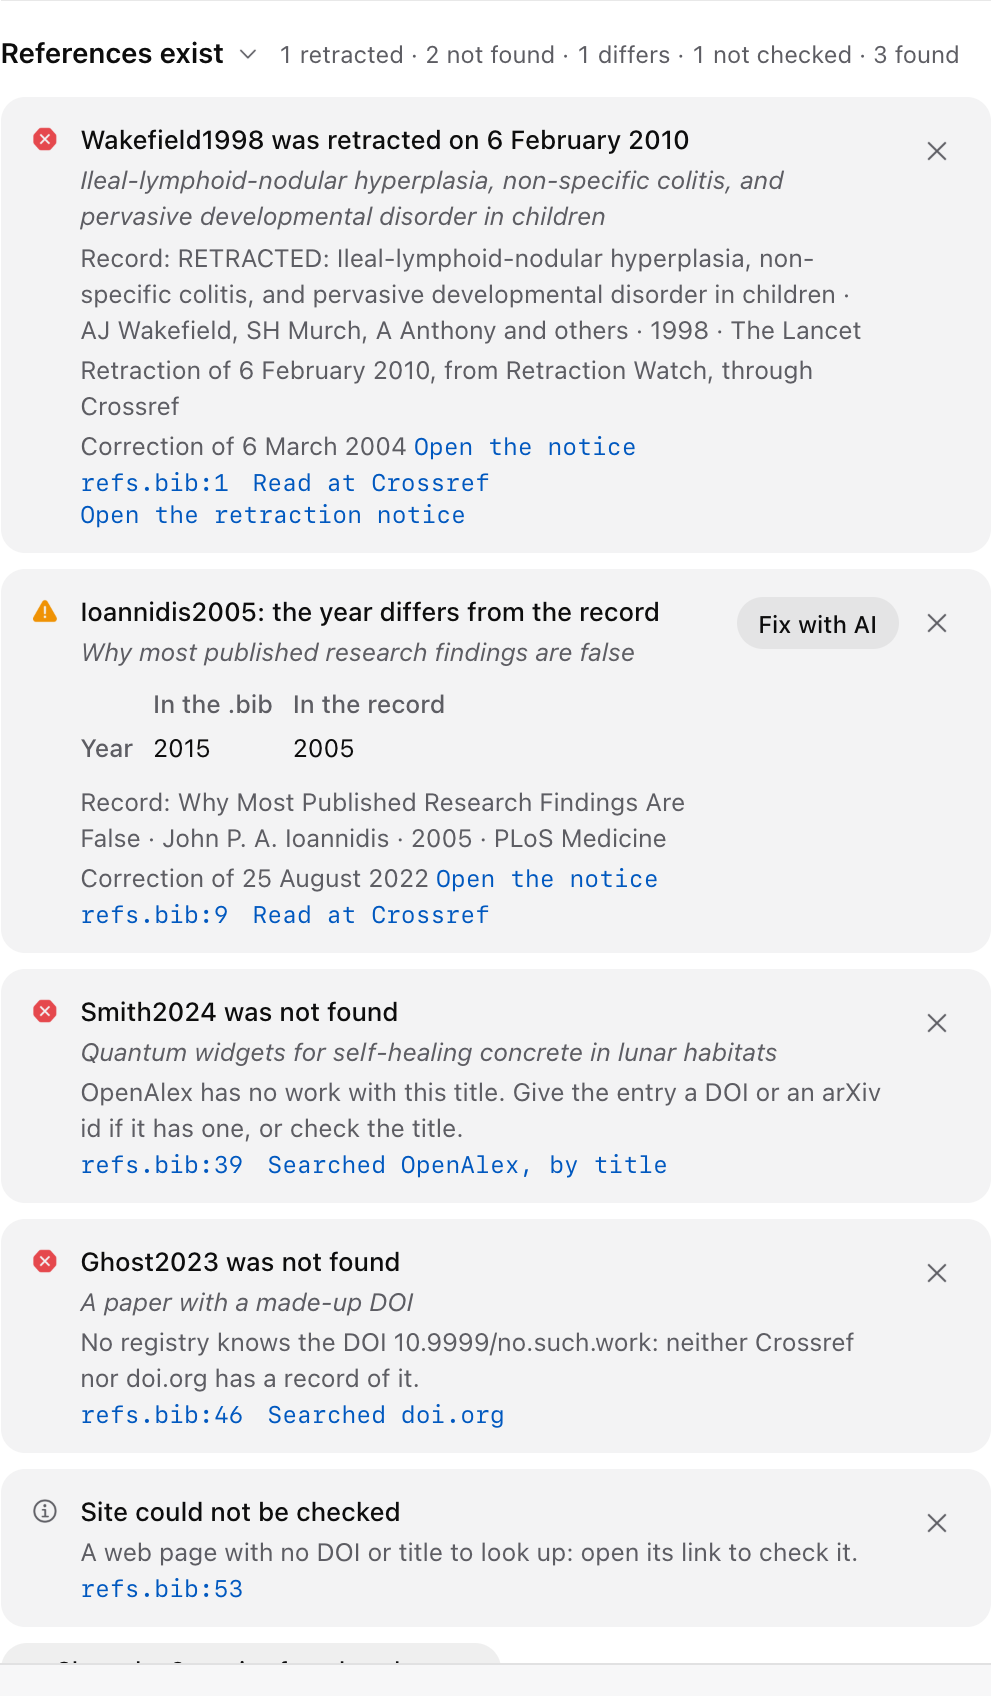 References exist 1 retracted · 2 not found · 1 differs · 1 not checked · 3 found
Wakefield1998 was retracted on 6 February 2010
Ileal-lymphoid-nodular hyperplasia, non-specific colitis, and
pervasive developmental disorder in children
Record: RETRACTED: Ileal-lymphoid-nodular hyperplasia, non-
specific colitis, and pervasive developmental disorder in children ·
AJ Wakefield, SH Murch, A Anthony and others · 1998 · The Lancet
Retraction of 6 February 2010, from Retraction Watch, through
Crossref
Correction of 6 March 2004 Open the notice
refs.bib:1 Read at Crossref
Open the retraction notice
Ioannidis2005: the year differs from the record
Fix with AI
Why most published research findings are false
In the .bib In the record
Year 2015 2005
Record: Why Most Published Research Findings Are
False · John P. A. Ioannidis · 2005 · PLoS Medicine
Correction of 25 August 2022 Open the notice
refs.bib:9 Read at Crossref
Smith2024 was not found
Quantum widgets for self-healing concrete in lunar habitats
OpenAlex has no work with this title. Give the entry a DOI or an arXiv
id if it has one, or check the title.
refs.bib:39 Searched OpenAlex, by title
Ghost2023 was not found
A paper with a made-up DOI
No registry knows the DOI 10.9999/no.such.work: neither Crossref
nor doi.org has a record of it.
refs.bib:46 Searched doi.org
Site could not be checked
A web page with no DOI or title to look up: open its link to check it.
refs.bib:53